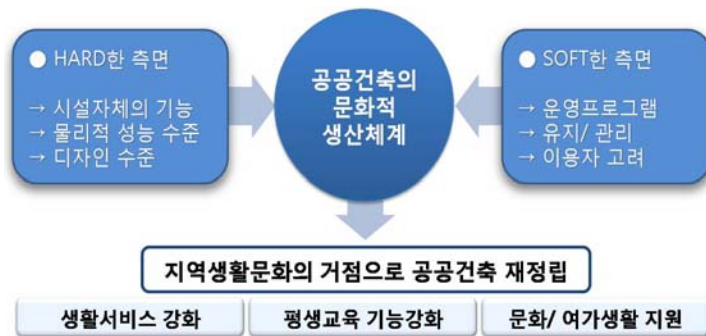 ● HARD한 측면
→ 시설자체의 기능
→ 물리적 성능 수준
→ 디자인 수준
공공건축의
문화적
생산체계
● SOFT한 측면
→ 운영프로그램
→ 유지/ 관리
→ 이용자 고려
지역생활문화의 거점으로 공공건축 재정립
생활서비스 강화
평생교육 기능강화
문화/ 여가생활 지원